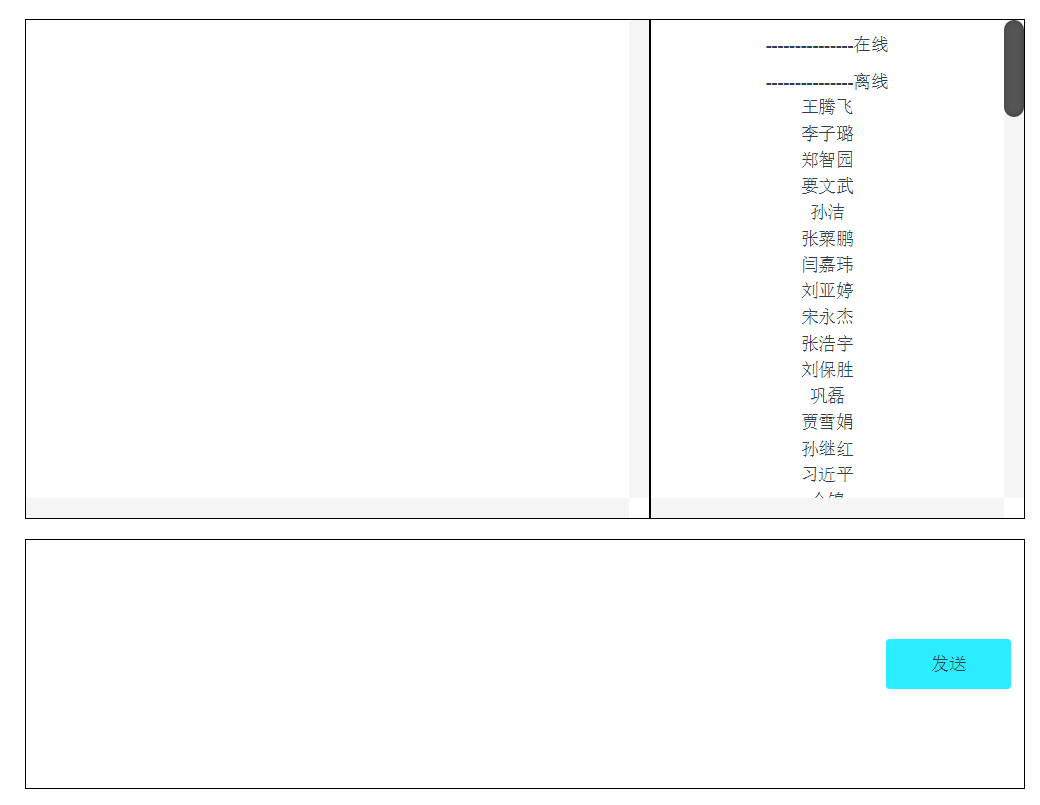 ---------------在线
---------------离线
王腾飞
李子璐
郑智园
要文武
孙洁
张粟鹏
闫嘉玮
刘亚婷
宋永杰
张浩宇
刘保胜
巩磊
贾雪娟
孙继红
习近平
发送